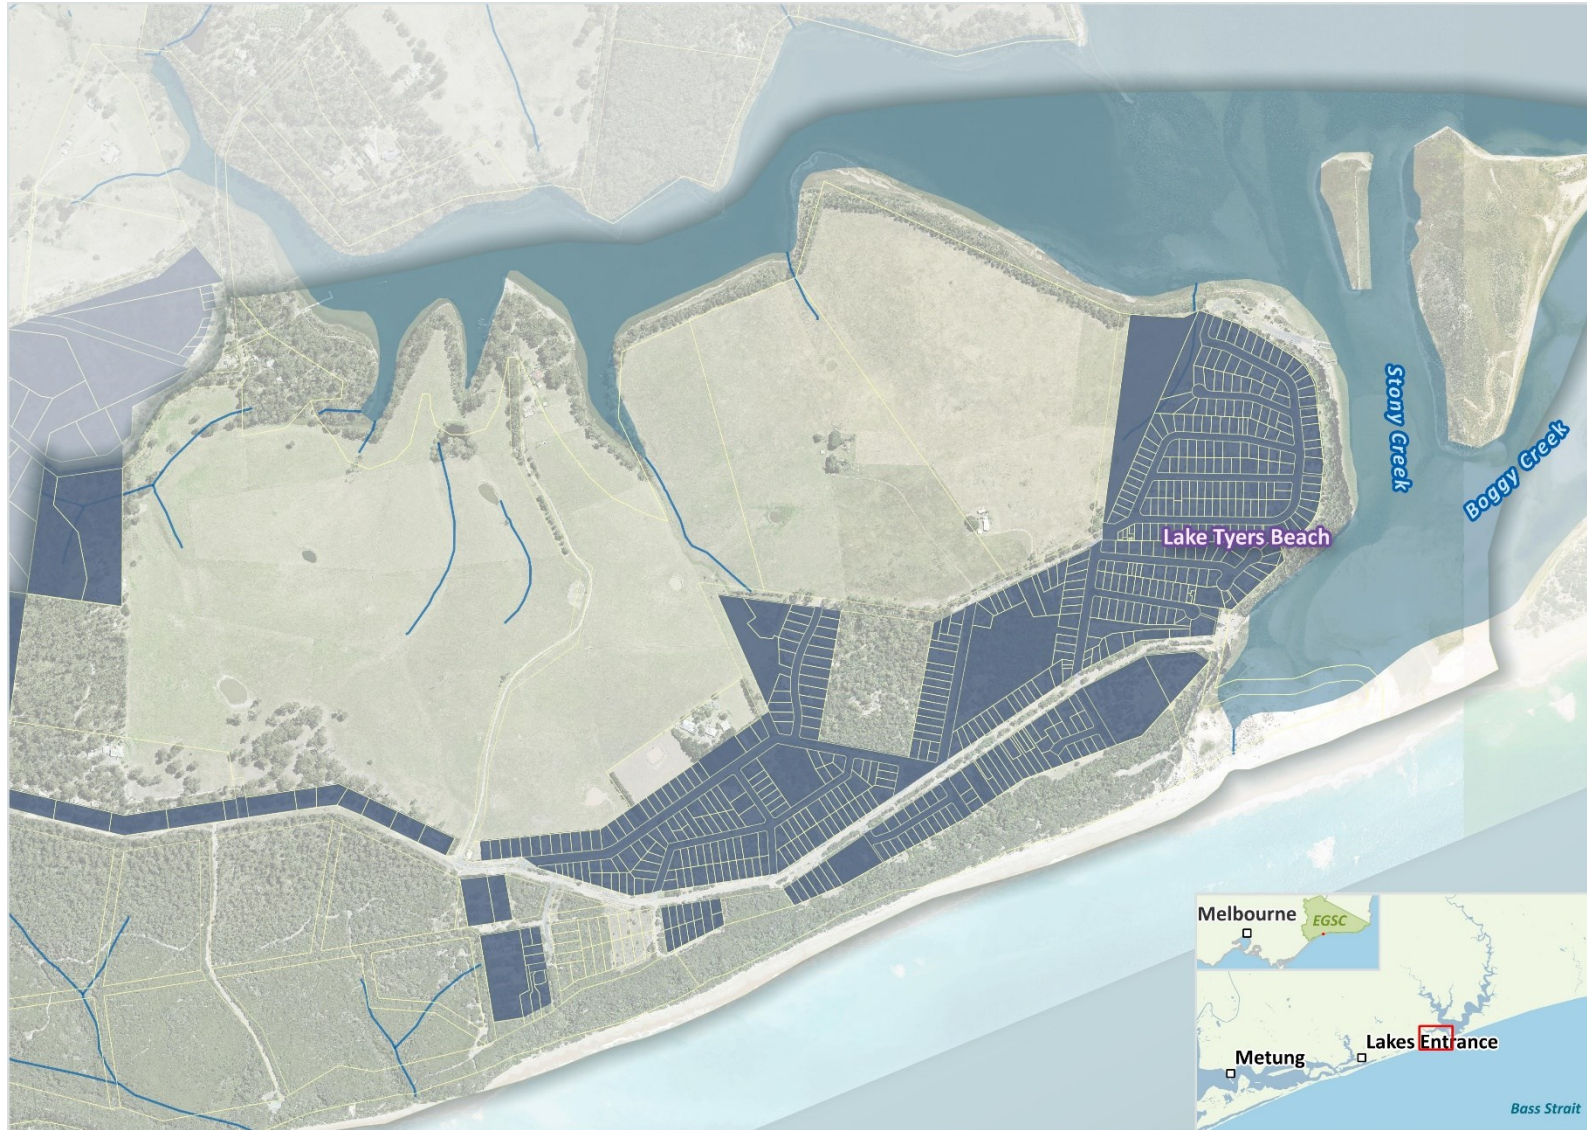 Stony Creek
Boggy Creek
Lake Tyers Beach
Melbourne
EGSC
Lakes Entrance
Metung
Bass Strait